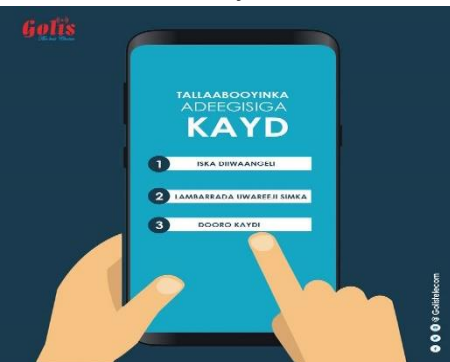 Golis
TALLAABOOYINKA
ADEEGISIGA
KAYD
1 ISKA DIIWAANGELI
2 LAMBARRADA UWAREEJI SIMKA
3 DOORO KAYDI
@Golistelecom